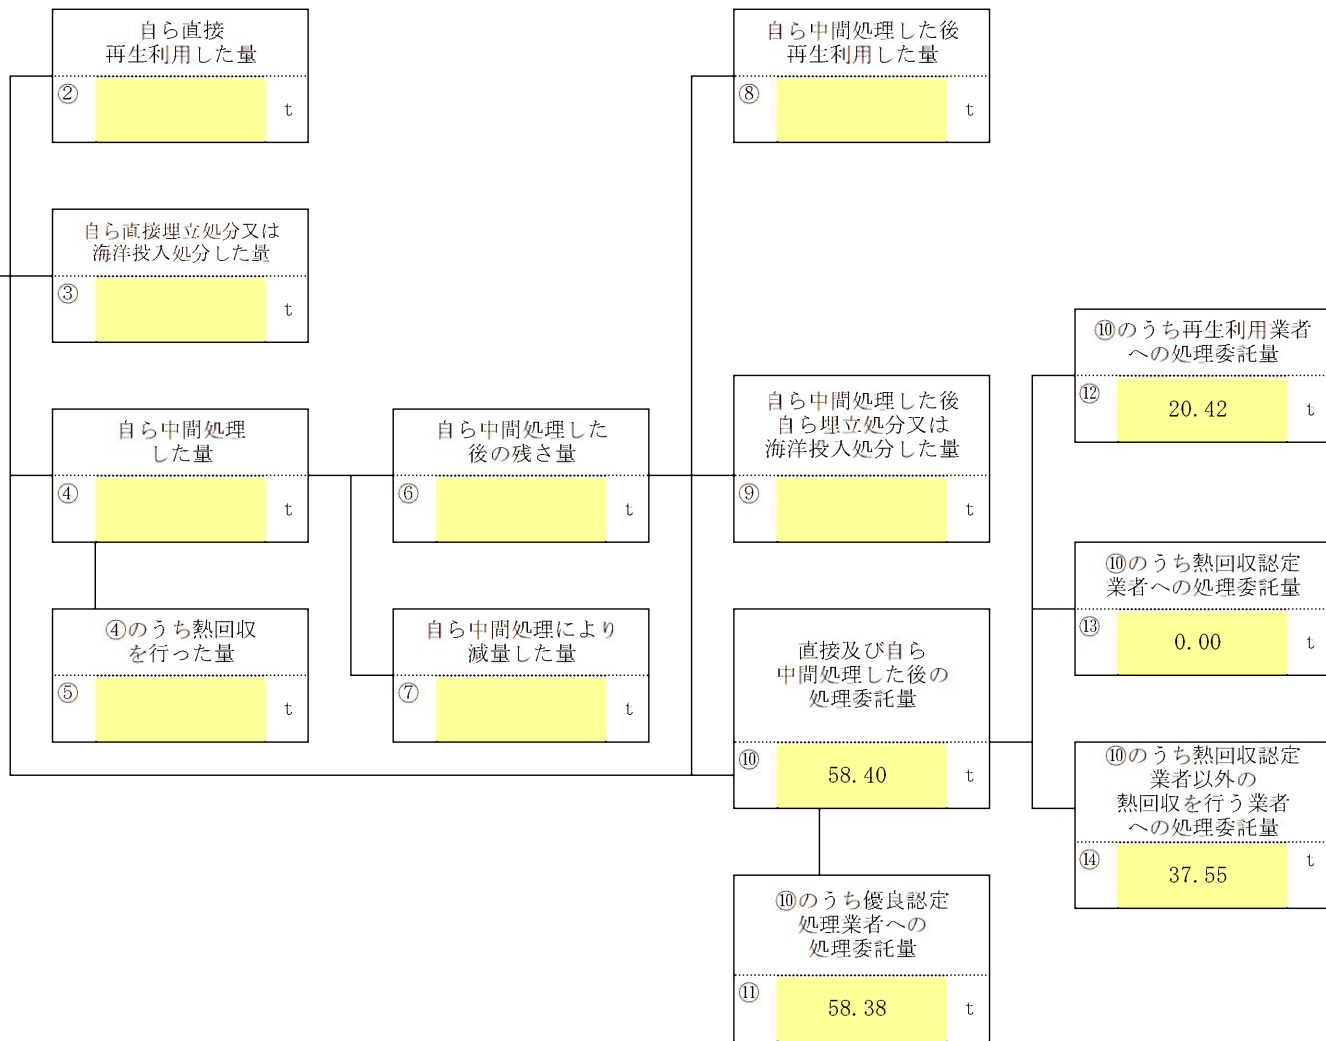 自ら直接
再生利用した量
② t
自ら中間処理した後
再生利用した量
⑧ t
自ら直接埋立処分又は
海洋投入処分した量
③ t
⑩のうち再生利用業者
への処理委託量
⑫ 20.42 t
自ら中間処理
した量
④ t
自ら中間処理した
後の残さ量
⑥ t
自ら中間処理した後
自ら埋立処分又は
海洋投入処分した量
⑨ t
⑩のうち熱回収認定
業者への処理委託量
⑬ 0.00 t
④のうち熱回収
を行った量
⑤ t
自ら中間処理により
減量した量
⑦ t
直接及び自ら
中間処理した後の
処理委託量
⑩ 58.40 t
⑩のうち熱回収認定
業者以外の
熱回収を行う業者
への処理委託量
⑭ 37.55 t
⑩のうち優良認定
処理業者への
処理委託量
⑪ 58.38 t